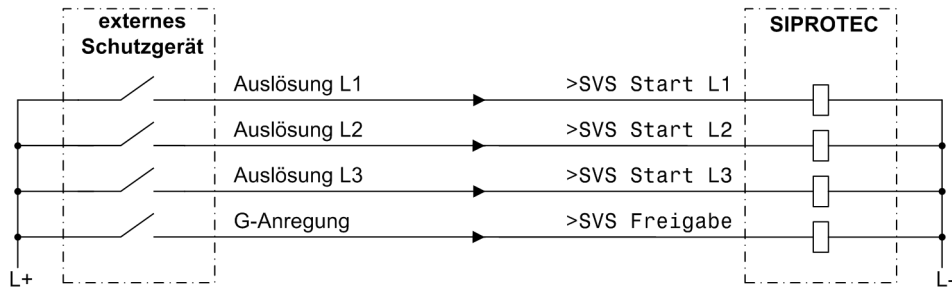 externes
Schutzgerät
SIPROTEC
Auslösung L1
>SVS Start L1
Auslösung L2
>SVS Start L2
Auslösung L3
>SVS Start L3
G-Anregung
>SVS Freigabe
L+
L-